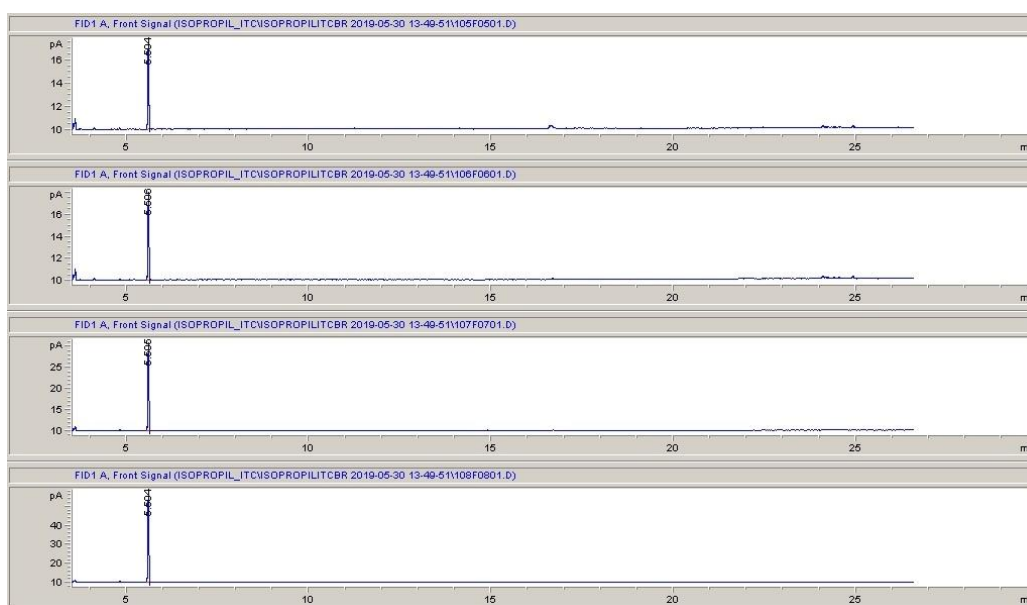 FID1 A, Front Signal (ISOPROPIL_ITC\ISOPROPILITCBR 2019-05-30 13-49-51\105F0501.D)
pA
5.594
16
14
12
10
5 10 15 20 25 m
FID1 A, Front Signal (ISOPROPIL_ITC\ISOPROPILITCBR 2019-05-30 13-49-51\106F0601.D)
pA
5.596
16
14
12
10
5 10 15 20 25 m
FID1 A, Front Signal (ISOPROPIL_ITC\ISOPROPILITCBR 2019-05-30 13-49-51\107F0701.D)
pA
5.595
25
20
15
10
5 10 15 20 25 m
FID1 A, Front Signal (ISOPROPIL_ITC\ISOPROPILITCBR 2019-05-30 13-49-51\108F0801.D)
pA
5.594
40
30
20
10
5 10 15 20 25 m